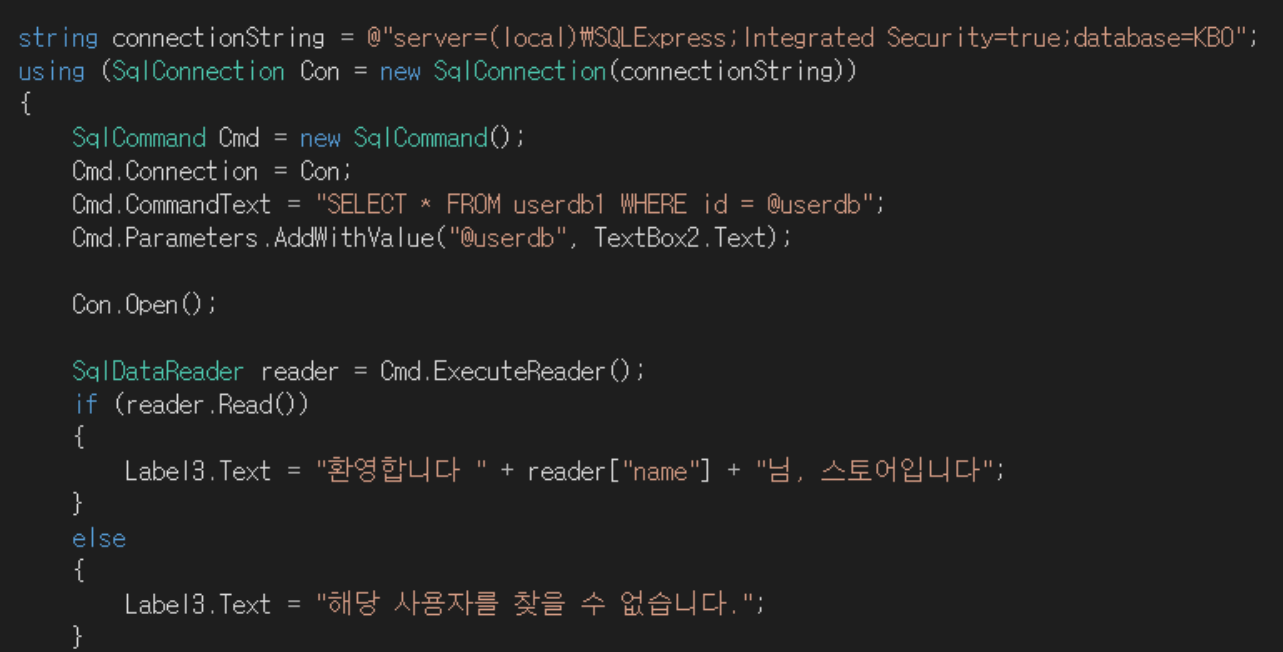 string connectionString = @"server=(local)₩SQLExpress;Integrated Security=true;database=KBO";
using (SqlConnection Con = new SqlConnection(connectionString))
{
    SqlCommand Cmd = new SqlCommand();
    Cmd.Connection = Con;
    Cmd.CommandText = "SELECT * FROM userdb1 WHERE id = @userdb";
    Cmd.Parameters.AddWithValue("@userdb", TextBox2.Text);

    Con.Open();

    SqlDataReader reader = Cmd.ExecuteReader();
    if (reader.Read())
    {
        Label3.Text = "환영합니다 " + reader["name"] + "님, 스토어입니다";
    }
    else
    {
        Label3.Text = "해당 사용자를 찾을 수 없습니다.";
    }